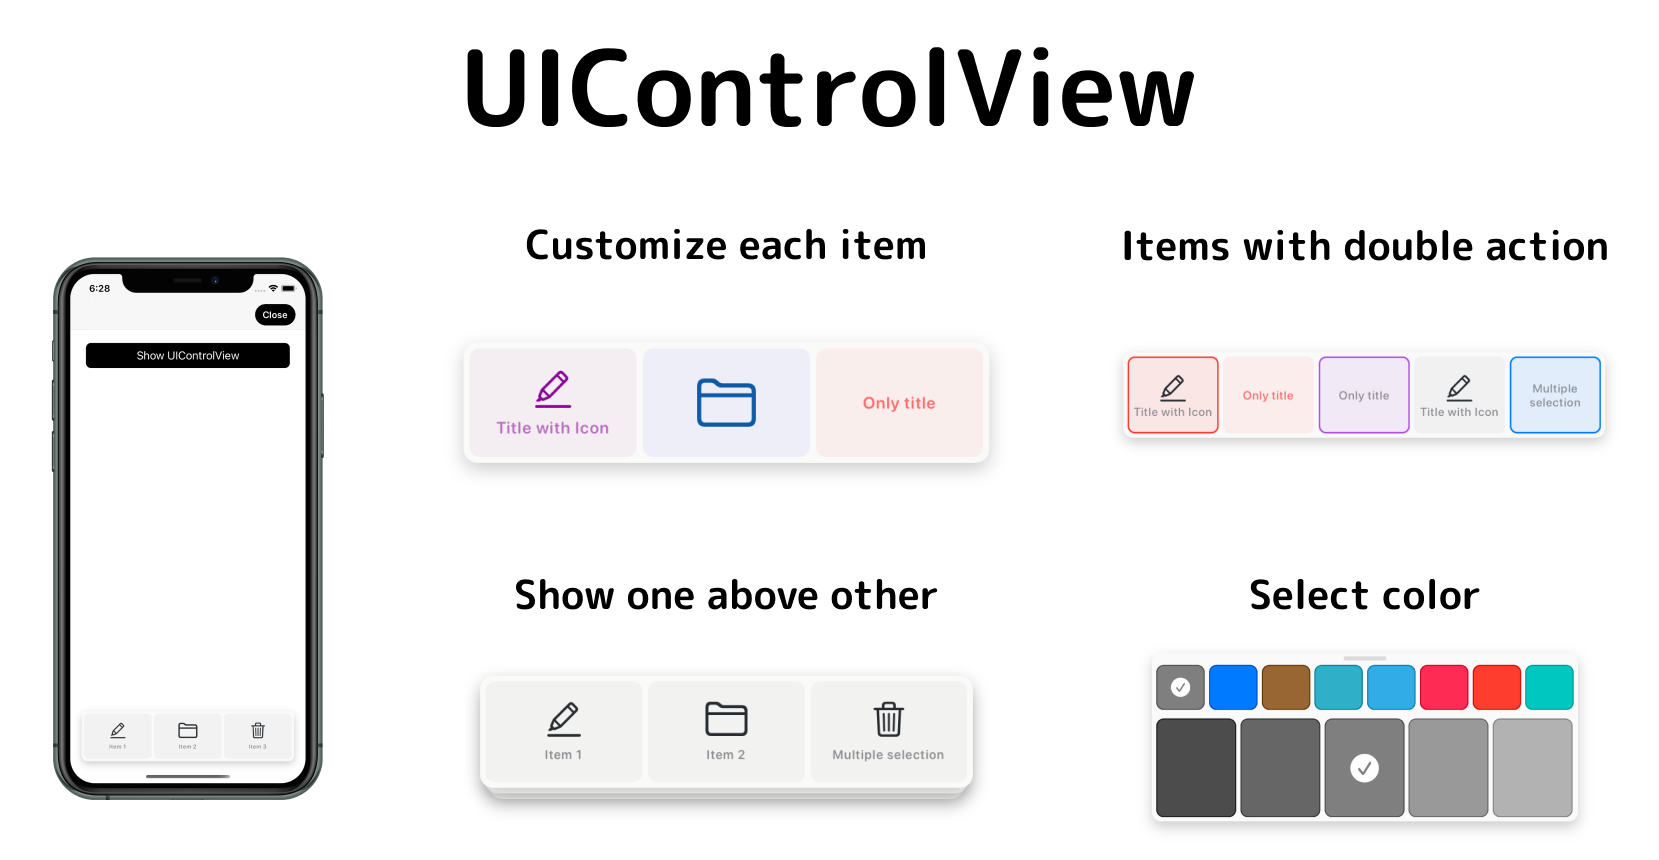 UIControlView
Customize each item
Items with double action
6:28
Close
Show UIControlView
Title with Icon
Only title
Title with Icon
Only title
Only title
Title with Icon
Multiple
selection
Show one above other
Select color
Item 1
Item 2
Multiple selection
Item 1
Item 2
Item 3